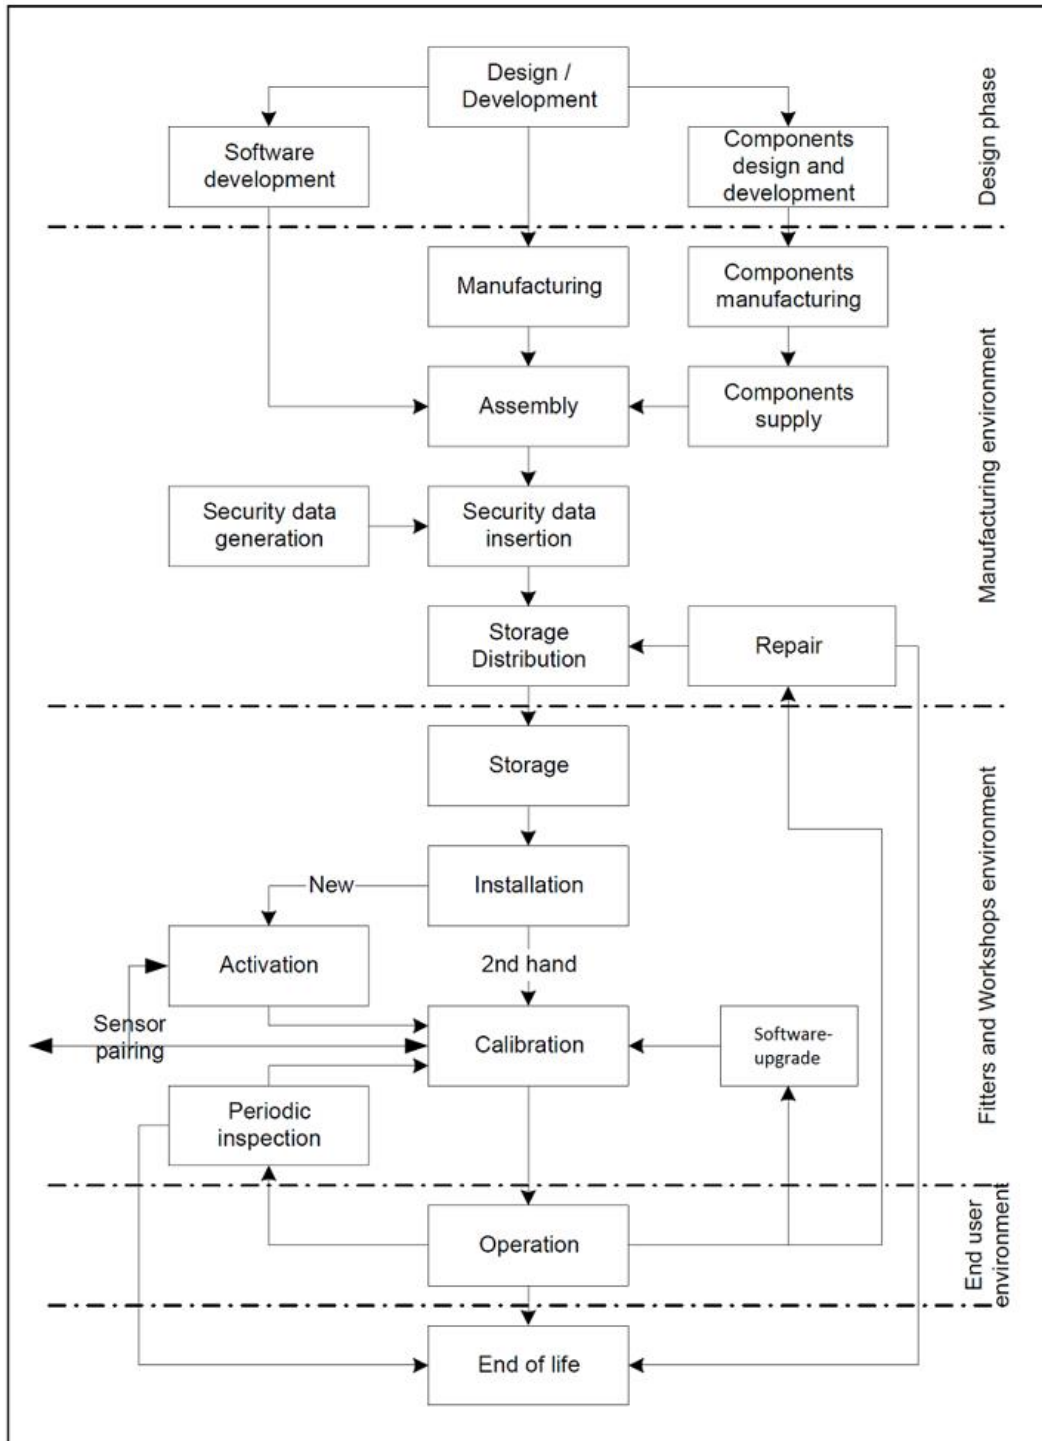 Design /
Development
Software
development
Components
design and
development
Design phase
Manufacturing
Components
manufacturing
Assembly
Components
supply
Manufacturing environment
Security data
generation
Security data
insertion
Storage
Distribution
Repair
Storage
New
Installation
Activation
2nd hand
Sensor
pairing
Calibration
Software-
upgrade
Fitters and Workshops environment
Periodic
inspection
Operation
End user
environment
End of life